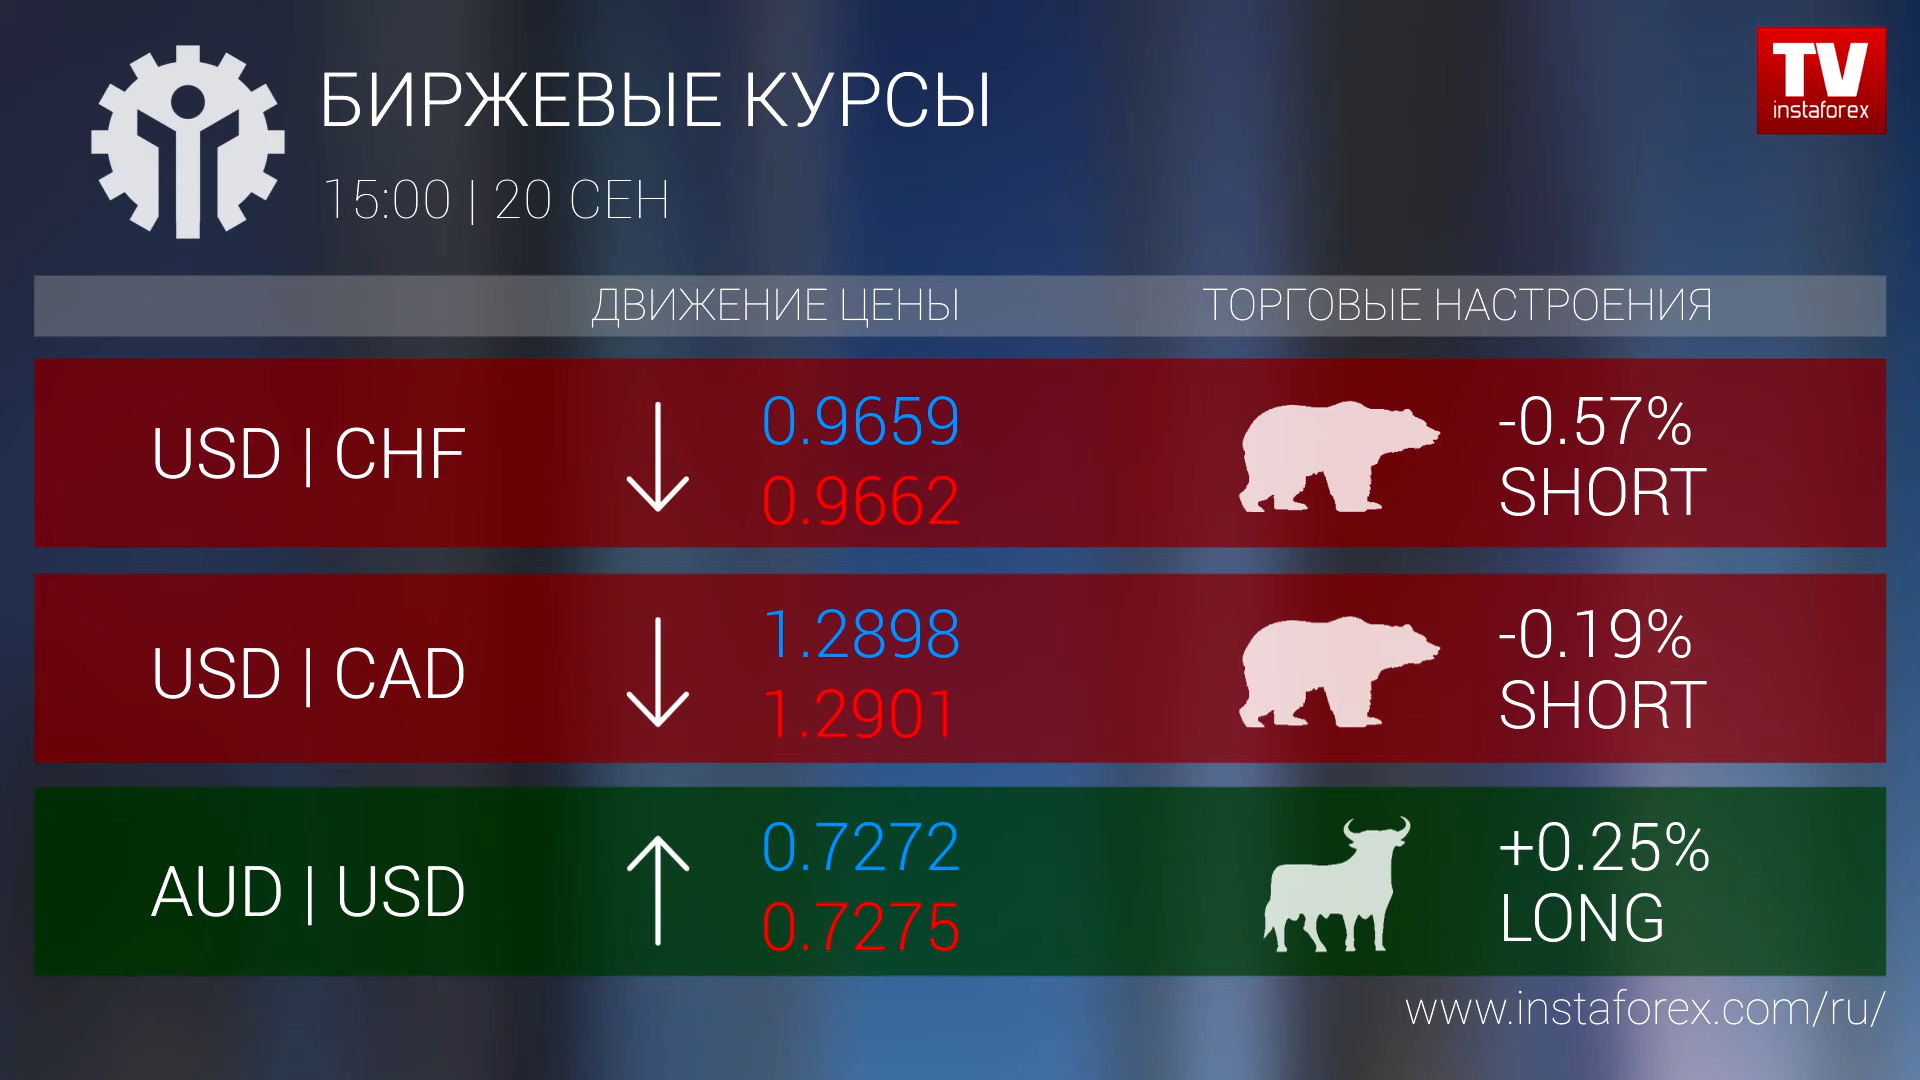 БИРЖЕВЫЕ КУРСЫ
15:00 | 20 СЕН
TV
instaforex
ДВИЖЕНИЕ ЦЕНЫ ТОРГОВЫЕ НАСТРОЕНИЯ
USD | CHF
0.9659
0.9662
-0.57%
SHORT
USD | CAD
1.2898
1.2901
-0.19%
SHORT
AUD | USD
0.7272
0.7275
+0.25%
LONG
www.instaforex.com/ru/